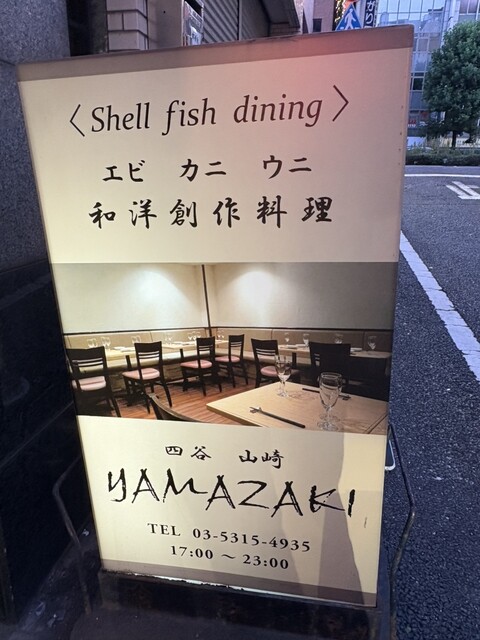 〈Shell fish dining〉
エビ カニ ウニ
和洋創作料理
四谷 山崎
YAMAZAKI
TEL 03-5315-4935
17:00 〜 23:00